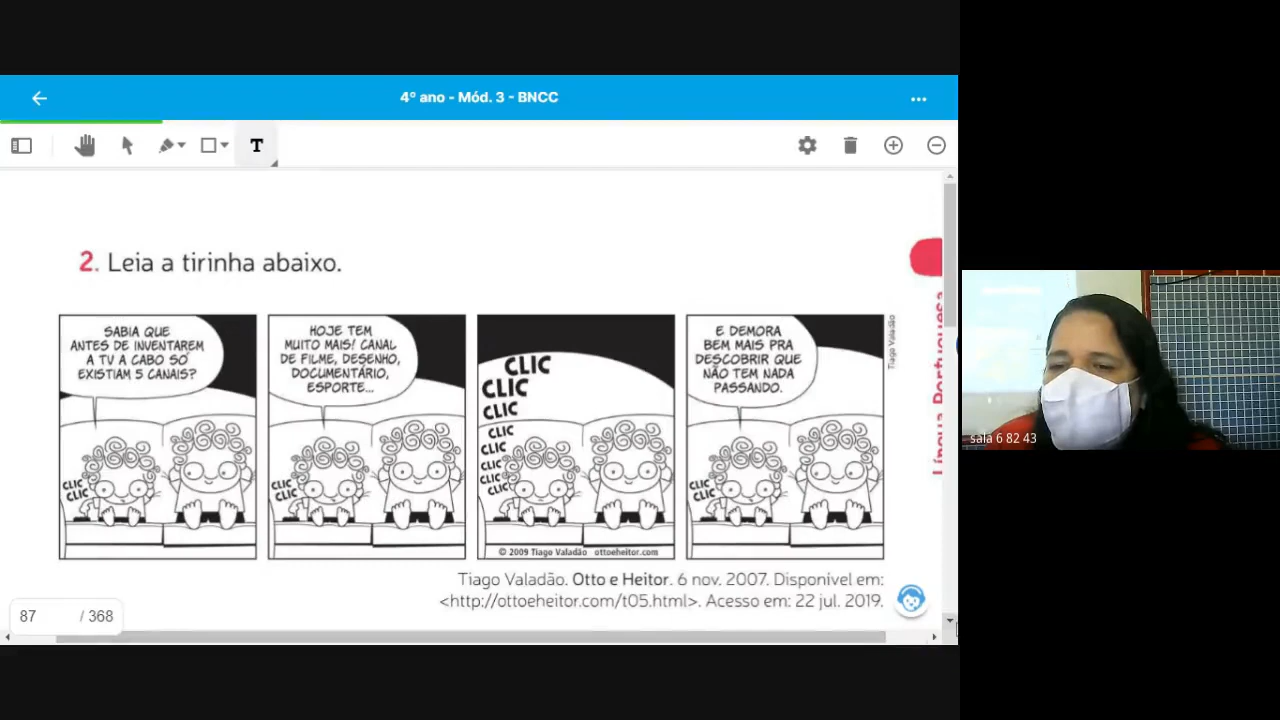 4º ano - Mód. 3 - BNCC
T
2. Leia a tirinha abaixo.
SABIA QUE
ANTES DE INVENTAREM
A TV A CABO SÓ
EXISTIAM 5 CANAIS?
CLIC
CLIC
HOJE TEM
MUITO MAIS! CANAL
DE FILME, DESENHO,
DOCUMENTÁRIO,
ESPORTE...
CLIC
CLIC
CLIC
CLIC
CLIC
CLIC
CLIC
CLIC
CLIC
CLIC
© 2009 Tiago Valadão ottoeheitor.com
E DEMORA
BEM MAIS PRA
DESCOBRIR QUE
NÃO TEM NADA
PASSANDO.
CLIC
CLIC
Tiago Valadão
Língua Portuguesa
Tiago Valadão. Otto e Heitor. 6 nov. 2007. Disponível em:
<http://ottoeheitor.com/t05.html>. Acesso em: 22 jul. 2019.
87 / 368
sala 6 82 43